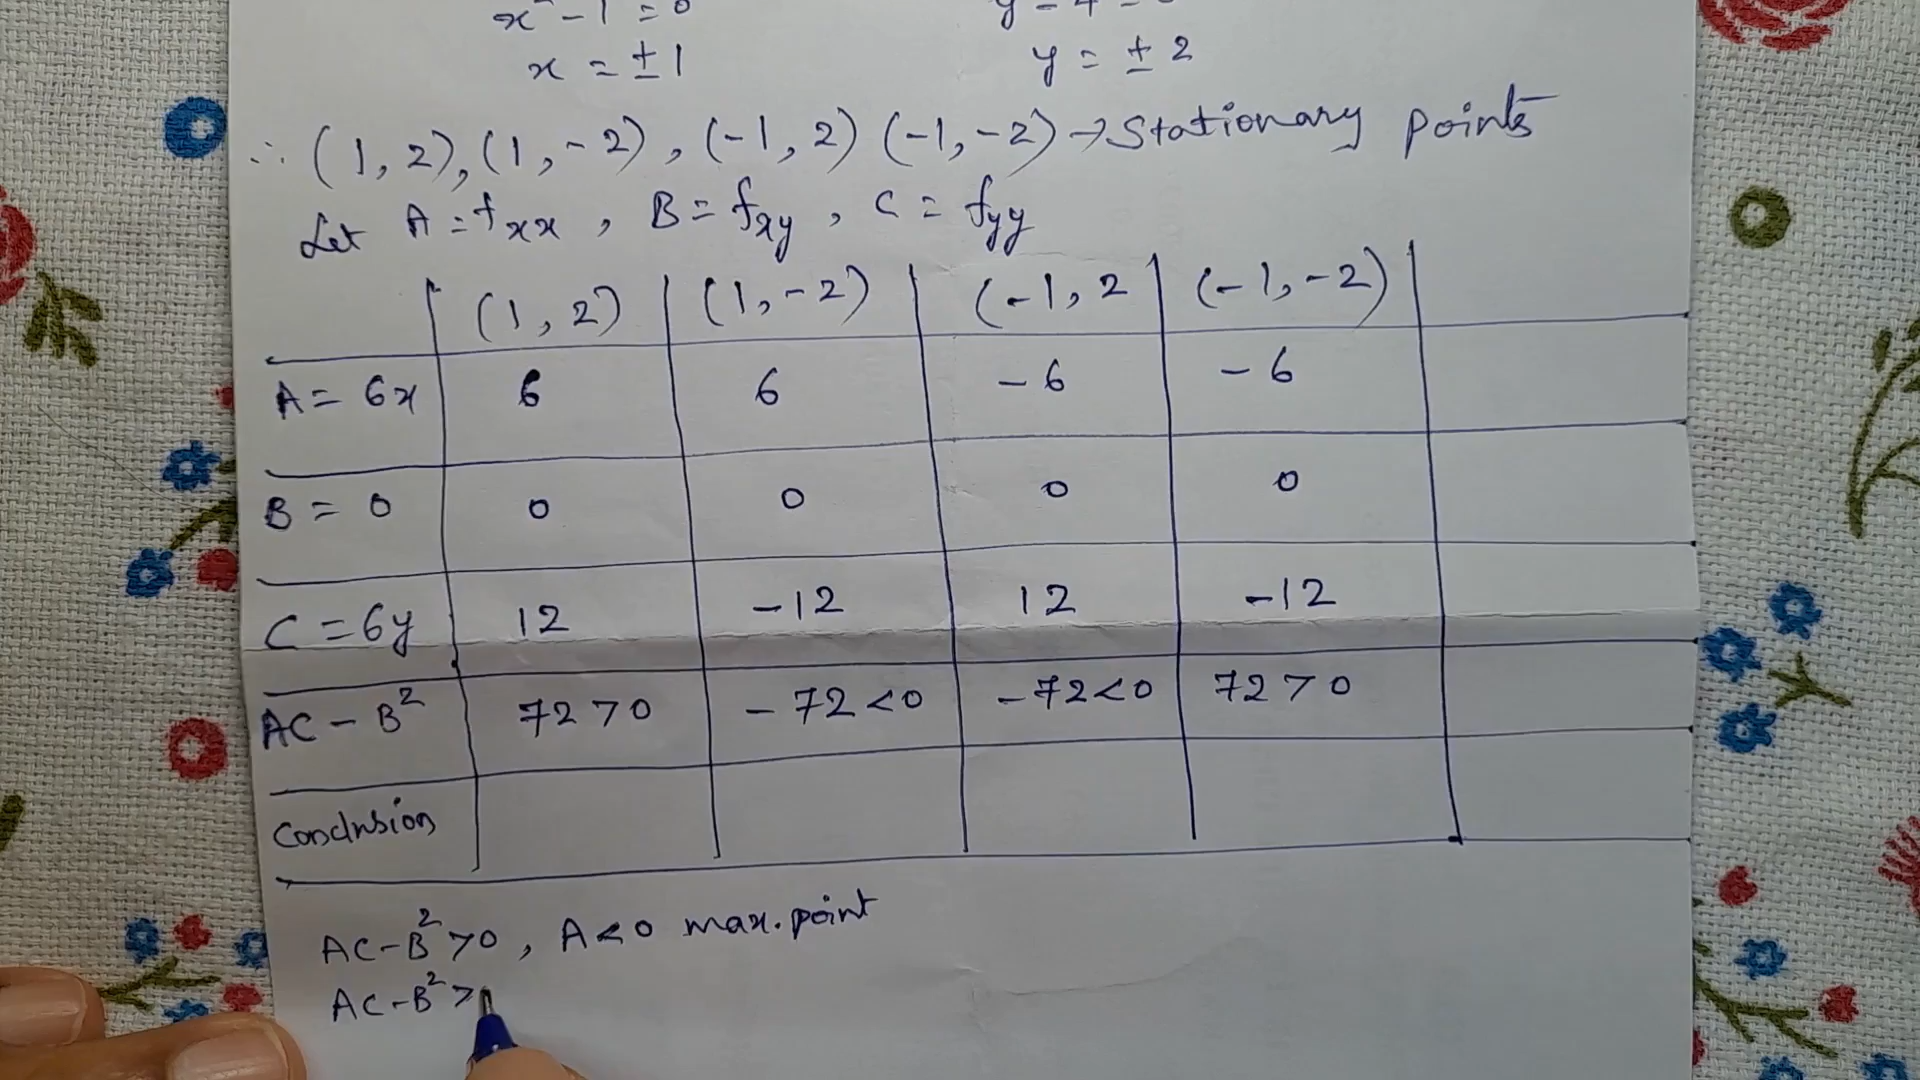 x² - 1 = 0
x = ± 1
y = ± 2
∴ (1, 2), (1, -2), (-1, 2) (-1, -2) → Stationary points
Let A = fxx, B = fxy, C = fyy
(1, 2) (1, -2) (-1, 2 (-1, -2)
A = 6x 6 6 -6 -6
B = 0 0 0 0 0
C = 6y 12 -12 12 -12
AC - B² 72 > 0 -72 < 0 -72 < 0 72 > 0
Conclusion
AC - B² > 0, A < 0 max. point
AC - B² >